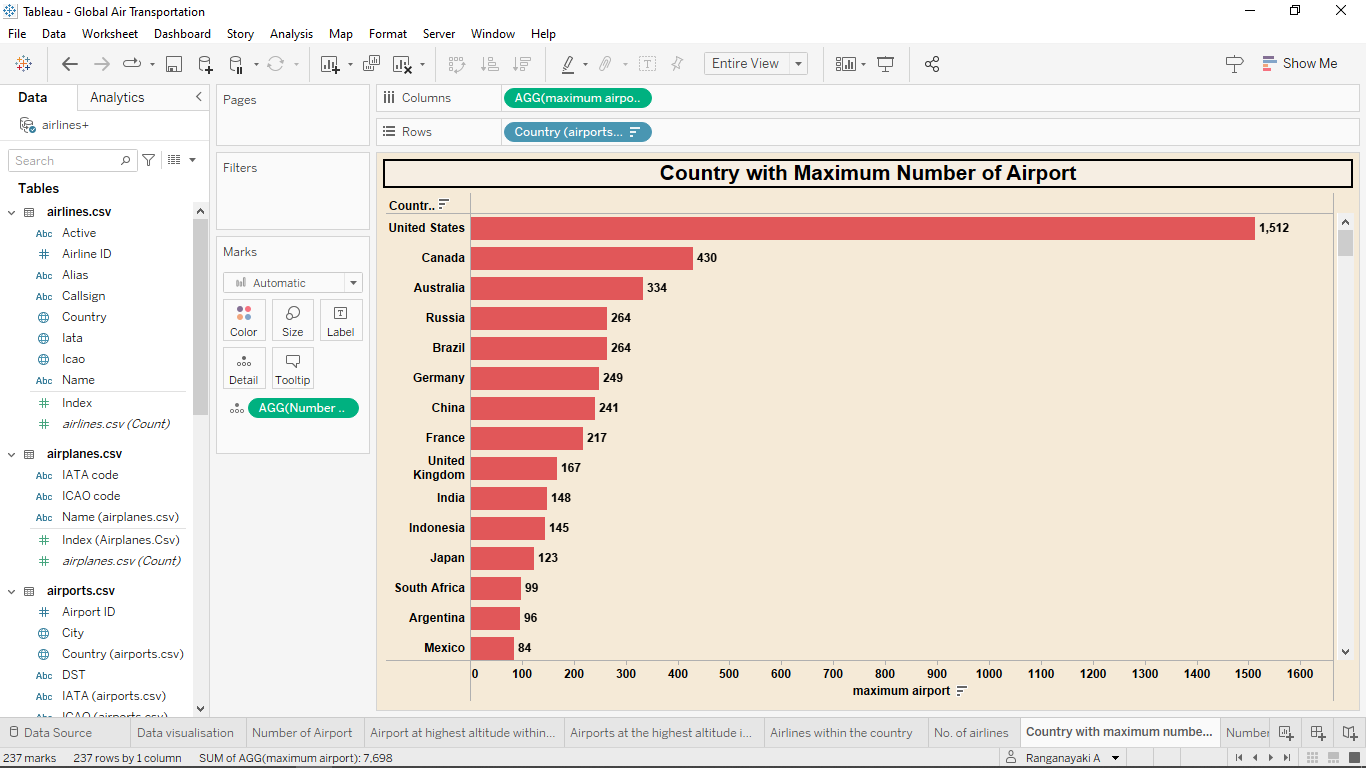 Tableau - Global Air Transportation
File Data Worksheet Dashboard Story Analysis Map Format Server Window Help
Entire View
Show Me
Data Analytics
airlines+
Search
Tables
airlines.csv
Abc Active
Airline ID
Abc Alias
Abc Callsign
Country
Iata
Icao
Abc Name
Index
airlines.csv (Count)
airplanes.csv
Abc IATA code
Abc ICAO code
Abc Name (airplanes.csv)
Index (Airplanes.Csv)
airplanes.csv (Count)
airports.csv
Airport ID
City
Country (airports.csv)
Abc DST
Abc IATA (airports.csv)
Abc ICAO (airports.csv)
Pages
Filters
Marks
Automatic
Color Size Label
Detail Tooltip
AGG(Number ..
Columns AGG(maximum airpo..
Rows Country (airports...
Country with Maximum Number of Airport
Countr..
United States 1,512
Canada 430
Australia 334
Russia 264
Brazil 264
Germany 249
China 241
France 217
United
Kingdom 167
India 148
Indonesia 145
Japan 123
South Africa 99
Argentina 96
Mexico 84
0 100 200 300 400 500 600 700 800 900 1000 1100 1200 1300 1400 1500 1600
maximum airport
Data Source Data visualisation Number of Airport Airport at highest altitude within... Airports at the highest altitude i... Airlines within the country No. of airlines Country with maximum numbe... Number
237 marks 237 rows by 1 column SUM of AGG(maximum airport): 7,698 Ranganayaki A